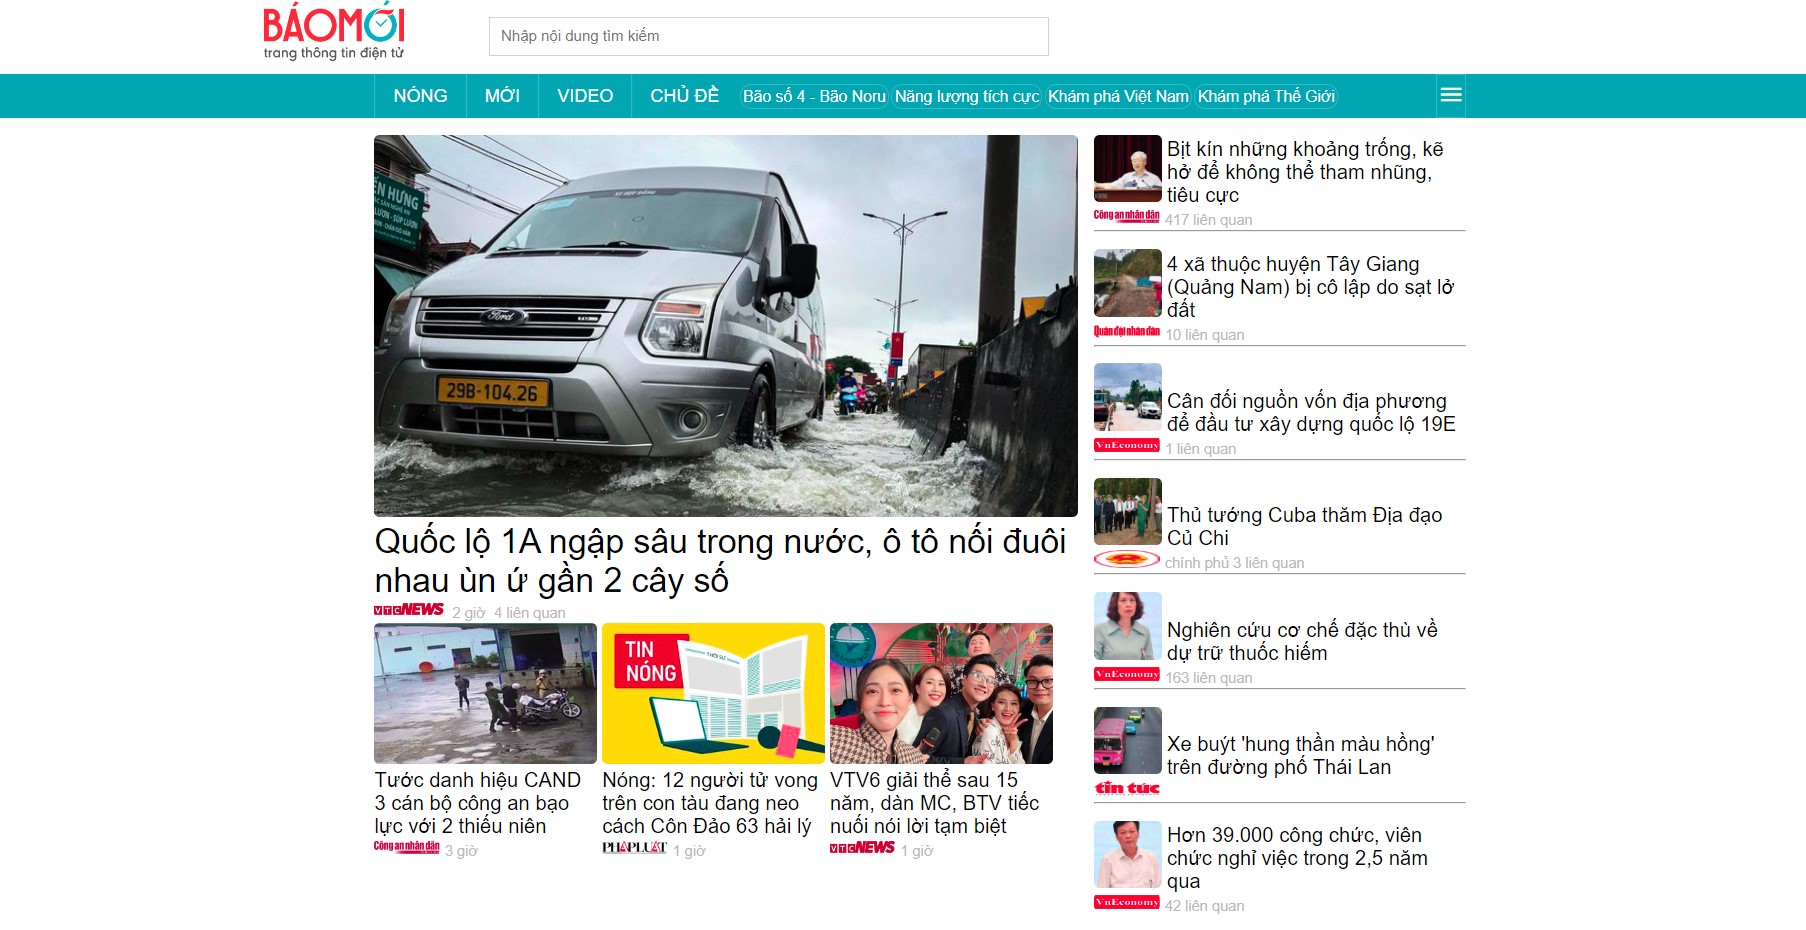 BÁOMỚI
trang thông tin điện tử
Nhập nội dung tìm kiếm
NÓNG MỚI VIDEO CHỦ ĐỀ Bão số 4 - Bão Noru Năng lượng tích cực Khám phá Việt Nam Khám phá Thế Giới
ỄN HƯNG
29B-104.26
Ford
Quốc lộ 1A ngập sâu trong nước, ô tô nối đuôi
nhau ùn ứ gần 2 cây số
VTC NEWS 2 giờ 4 liên quan
Tước danh hiệu CAND
3 cán bộ công an bạo
lực với 2 thiếu niên
Công an nhân dân 3 giờ
TIN
NÓNG
THỜI SỰ
Nóng: 12 người tử vong
trên con tàu đang neo
cách Côn Đảo 63 hải lý
PHÁPLUẬT 1 giờ
VTV6 giải thể sau 15
năm, dàn MC, BTV tiếc
nuối nói lời tạm biệt
VTC NEWS 1 giờ
Bịt kín những khoảng trống, kẽ
hở để không thể tham nhũng,
tiêu cực
Công an nhân dân 417 liên quan
4 xã thuộc huyện Tây Giang
(Quảng Nam) bị cô lập do sạt lở
đất
Quân đội nhân dân 10 liên quan
Cân đối nguồn vốn địa phương
để đầu tư xây dựng quốc lộ 19E
VnEconomy 1 liên quan
Thủ tướng Cuba thăm Địa đạo
Củ Chi
chính phủ 3 liên quan
Nghiên cứu cơ chế đặc thù về
dự trữ thuốc hiếm
VnEconomy 163 liên quan
Xe buýt 'hung thần màu hồng'
trên đường phố Thái Lan
tin tức
Hơn 39.000 công chức, viên
chức nghỉ việc trong 2,5 năm
qua
VnEconomy 42 liên quan